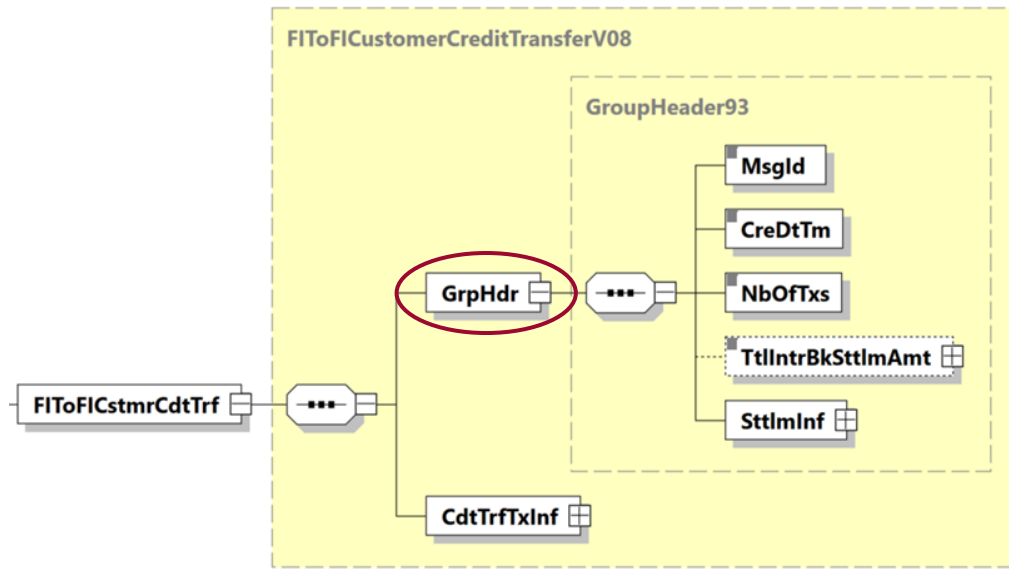 FIToFICustomerCreditTransferV08
GroupHeader93
MsgId
CreDtTm
GrpHdr
NbOfTxs
TtlIntrBkSttlmAmt
FIToFICstmrCdtTrf
SttlmInf
CdtTrfTxInf